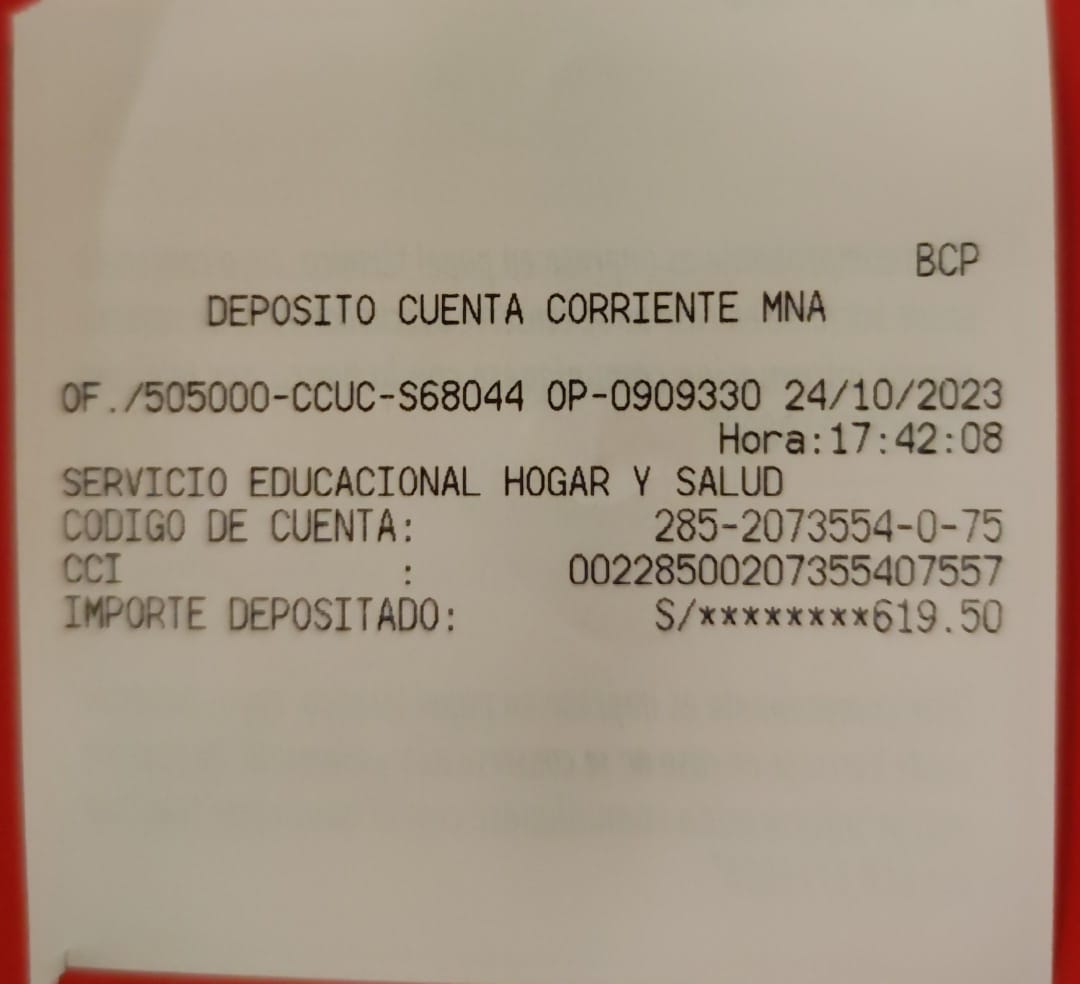 BCP
DEPOSITO CUENTA CORRIENTE MNA
OF./505000-CCUC-S68044 OP-0909330 24/10/2023
Hora:17:42:08
SERVICIO EDUCACIONAL HOGAR Y SALUD
CODIGO DE CUENTA: 285-2073554-0-75
CCI : 00228500207355407557
IMPORTE DEPOSITADO: S/********619.50